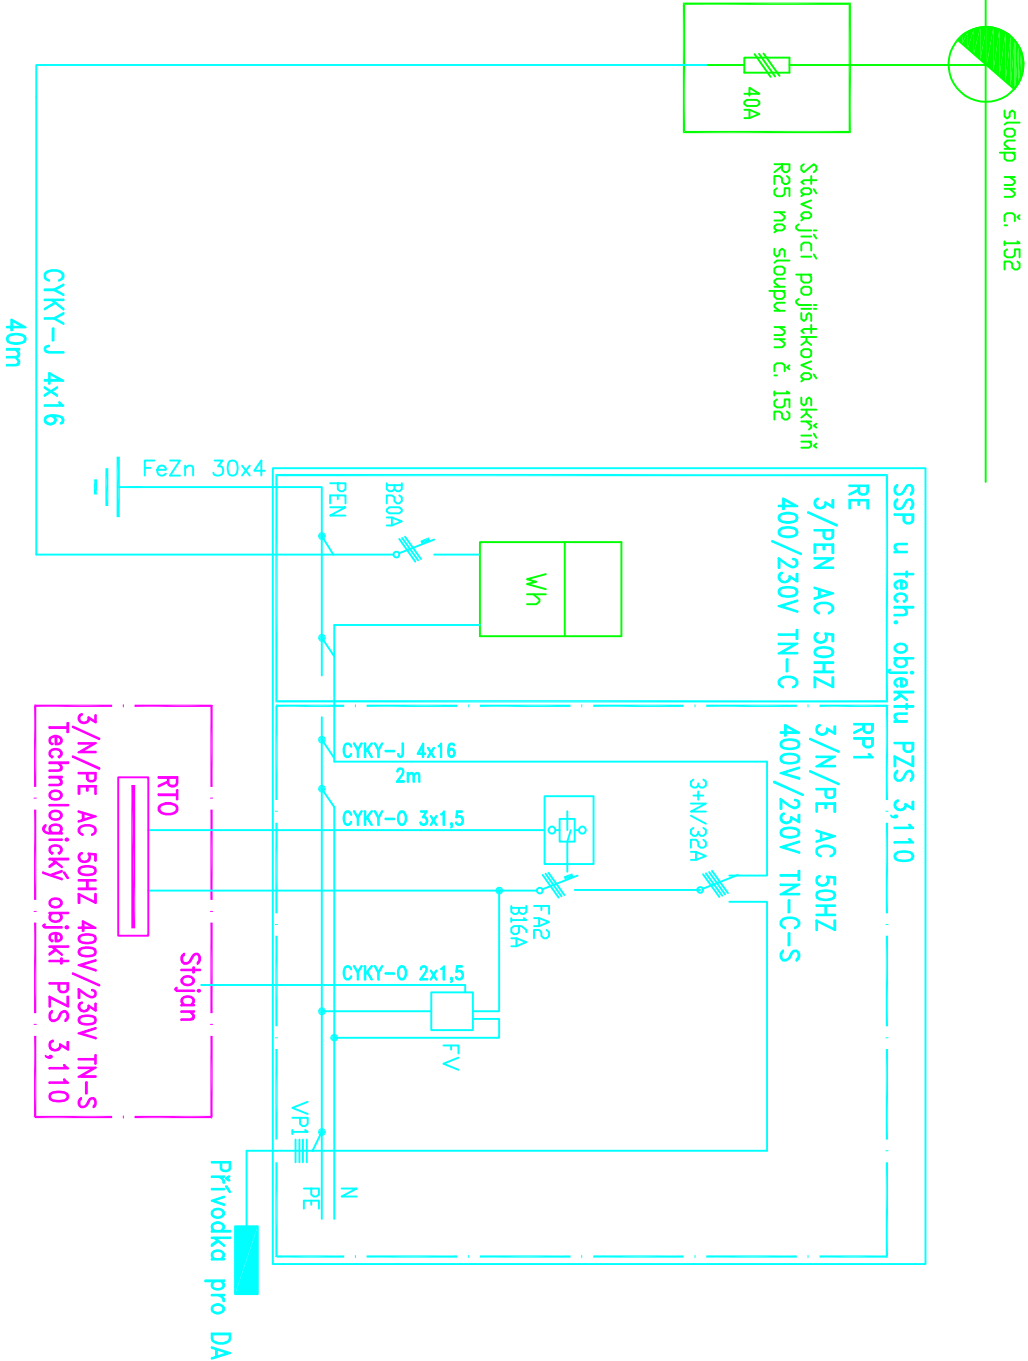 sloup nn č. 152
40A
Stávající pojistková skříň
R25 na sloupu nn č. 152
CYKY-J 4x16
40m
FeZn 30x4
SSP u tech. objektu PZS 3,110
RE
3/PEN AC 50HZ
400/230V TN-C
PEN
B20A
Wh
RP1
3/N/PE AC 50HZ
400V/230V TN-C-S
3+N/32A
CYKY-J 4x16
2m
CYKY-O 3x1,5
FA2
B16A
CYKY-O 2x1,5
FV
VP1
N
PE
Přívodka pro DA
RTO
Stojan
3/N/PE AC 50HZ 400V/230V TN-S
Technologický objekt PZS 3,110